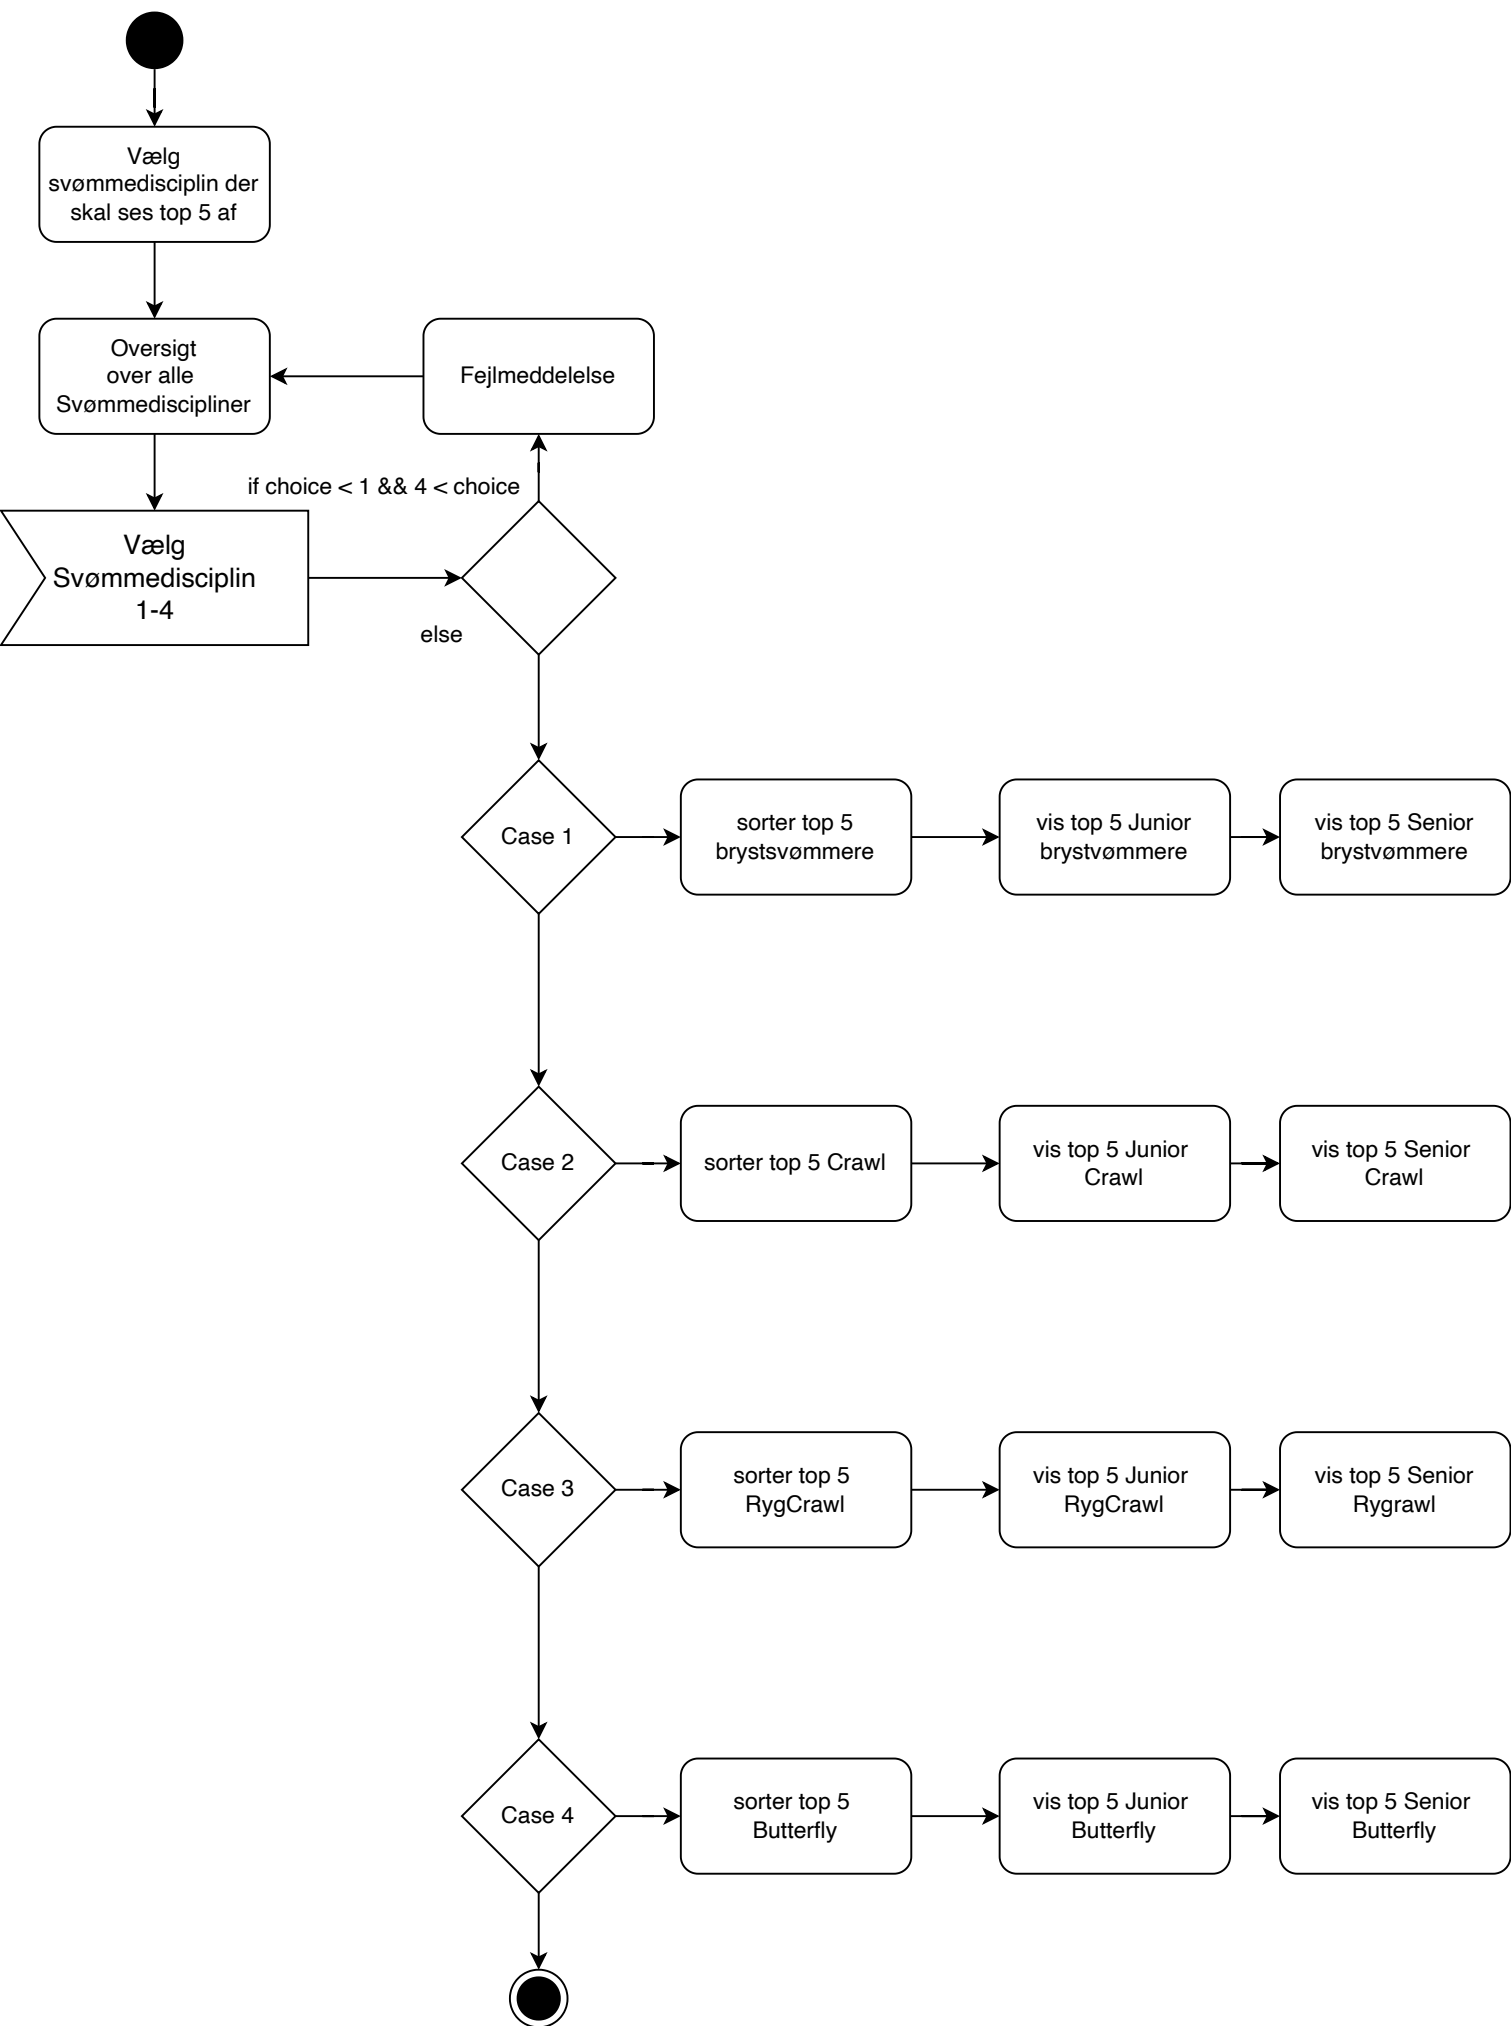 Vælg
svømmedisciplin der
skal ses top 5 af
Oversigt
over alle
Svømmediscipliner
Fejlmeddelelse
if choice < 1 && 4 < choice
Vælg
Svømmedisciplin
1-4
else
Case 1
sorter top 5
brystsvømmere
vis top 5 Junior
brystvømmere
vis top 5 Senior
brystvømmere
Case 2
sorter top 5 Crawl
vis top 5 Junior
Crawl
vis top 5 Senior
Crawl
Case 3
sorter top 5
RygCrawl
vis top 5 Junior
RygCrawl
vis top 5 Senior
Rygrawl
Case 4
sorter top 5
Butterfly
vis top 5 Junior
Butterfly
vis top 5 Senior
Butterfly